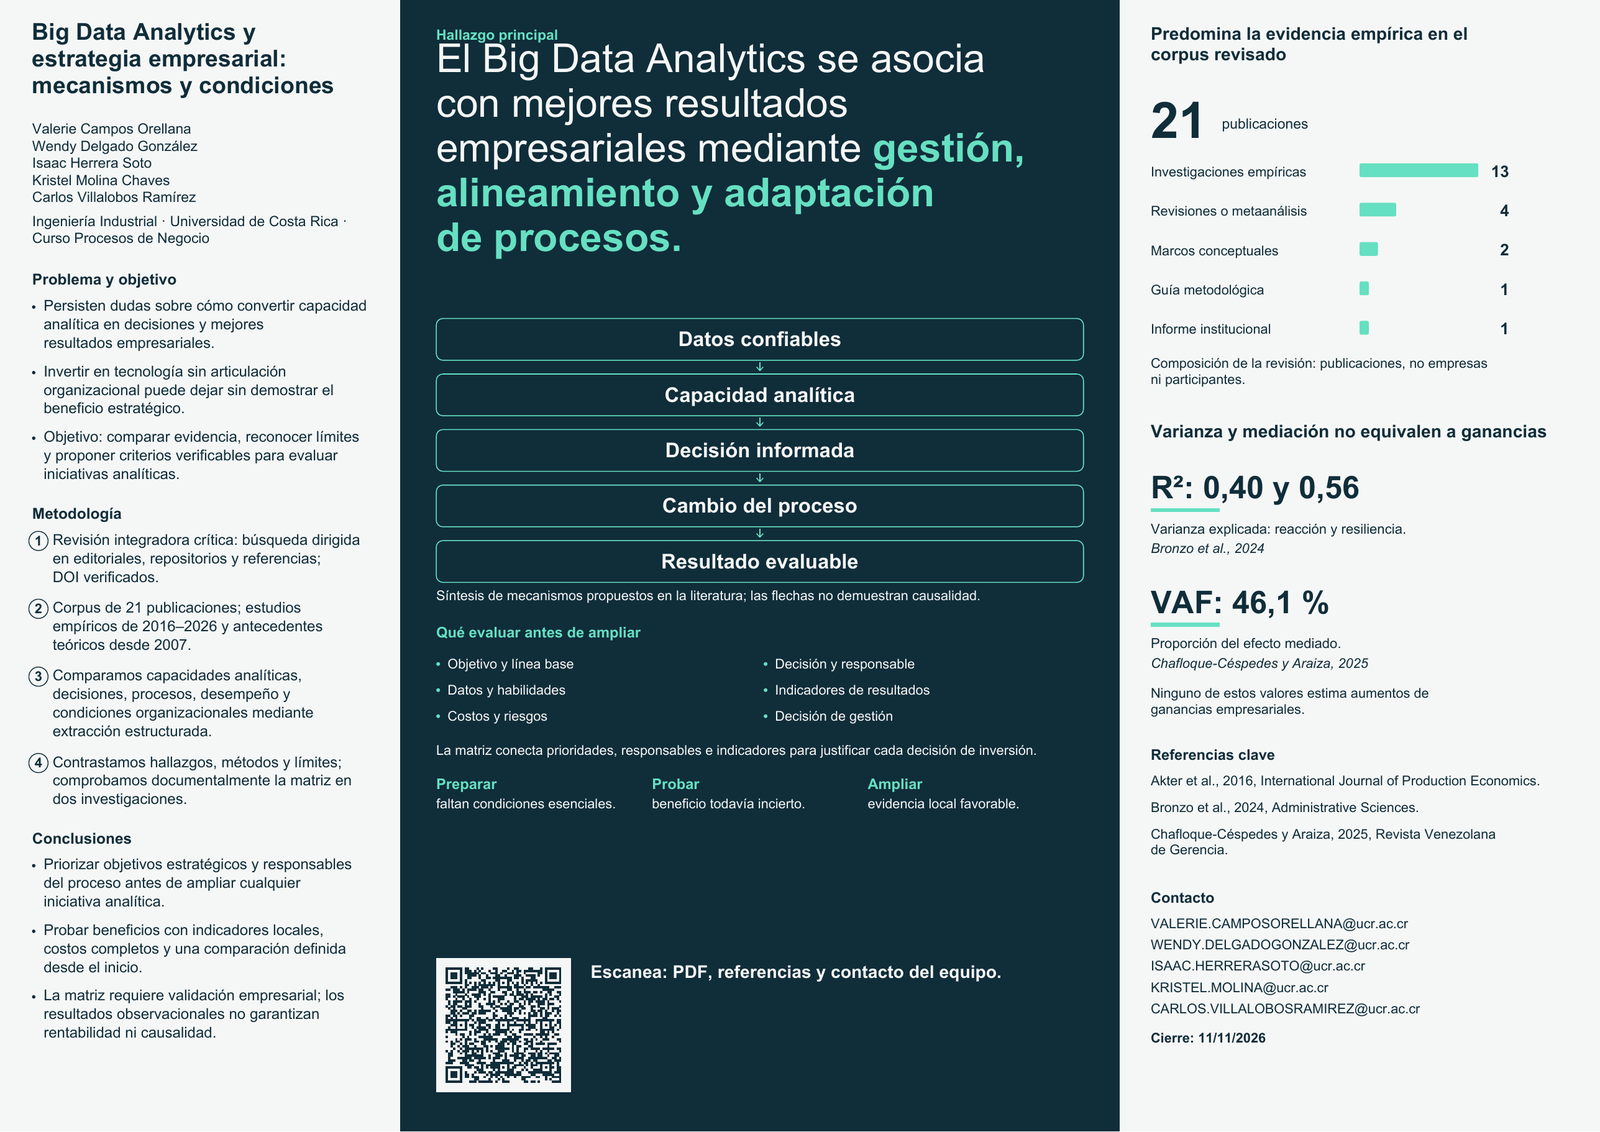 Big Data Analytics y
estrategia empresarial:
mecanismos y condiciones
Valerie Campos Orellana
Wendy Delgado González
Isaac Herrera Soto
Kristel Molina Chaves
Carlos Villalobos Ramírez
Ingeniería Industrial · Universidad de Costa Rica ·
Curso Procesos de Negocio
Problema y objetivo
• Persisten dudas sobre cómo convertir capacidad
analítica en decisiones y mejores
resultados empresariales.
• Invertir en tecnología sin articulación
organizacional puede dejar sin demostrar el
beneficio estratégico.
• Objetivo: comparar evidencia, reconocer límites
y proponer criterios verificables para evaluar
iniciativas analíticas.
Metodología
1 Revisión integradora crítica: búsqueda dirigida
en editoriales, repositorios y referencias;
DOI verificados.
2 Corpus de 21 publicaciones; estudios
empíricos de 2016–2026 y antecedentes
teóricos desde 2007.
3 Comparamos capacidades analíticas,
decisiones, procesos, desempeño y
condiciones organizacionales mediante
extracción estructurada.
4 Contrastamos hallazgos, métodos y límites;
comprobamos documentalmente la matriz en
dos investigaciones.
Conclusiones
• Priorizar objetivos estratégicos y responsables
del proceso antes de ampliar cualquier
iniciativa analítica.
• Probar beneficios con indicadores locales,
costos completos y una comparación definida
desde el inicio.
• La matriz requiere validación empresarial; los
resultados observacionales no garantizan
rentabilidad ni causalidad.
Hallazgo principal
El Big Data Analytics se asocia
con mejores resultados
empresariales mediante gestión,
alineamiento y adaptación
de procesos.
Datos confiables
↓
Capacidad analítica
↓
Decisión informada
↓
Cambio del proceso
↓
Resultado evaluable
Síntesis de mecanismos propuestos en la literatura; las flechas no demuestran causalidad.
Qué evaluar antes de ampliar
• Objetivo y línea base
• Datos y habilidades
• Costos y riesgos
• Decisión y responsable
• Indicadores de resultados
• Decisión de gestión
La matriz conecta prioridades, responsables e indicadores para justificar cada decisión de inversión.
Preparar
faltan condiciones esenciales.
Probar
beneficio todavía incierto.
Ampliar
evidencia local favorable.
Escanea: PDF, referencias y contacto del equipo.
Predomina la evidencia empírica en el
corpus revisado
21 publicaciones
Investigaciones empíricas 13
Revisiones o metaanálisis 4
Marcos conceptuales 2
Guía metodológica 1
Informe institucional 1
Composición de la revisión: publicaciones, no empresas
ni participantes.
Varianza y mediación no equivalen a ganancias
R²: 0,40 y 0,56
Varianza explicada: reacción y resiliencia.
Bronzo et al., 2024
VAF: 46,1 %
Proporción del efecto mediado.
Chafloque-Céspedes y Araiza, 2025
Ninguno de estos valores estima aumentos de
ganancias empresariales.
Referencias clave
Akter et al., 2016, International Journal of Production Economics.
Bronzo et al., 2024, Administrative Sciences.
Chafloque-Céspedes y Araiza, 2025, Revista Venezolana
de Gerencia.
Contacto
VALERIE.CAMPOSORELLANA@ucr.ac.cr
WENDY.DELGADOGONZALEZ@ucr.ac.cr
ISAAC.HERRERASOTO@ucr.ac.cr
KRISTEL.MOLINA@ucr.ac.cr
CARLOS.VILLALOBOSRAMIREZ@ucr.ac.cr
Cierre: 11/11/2026